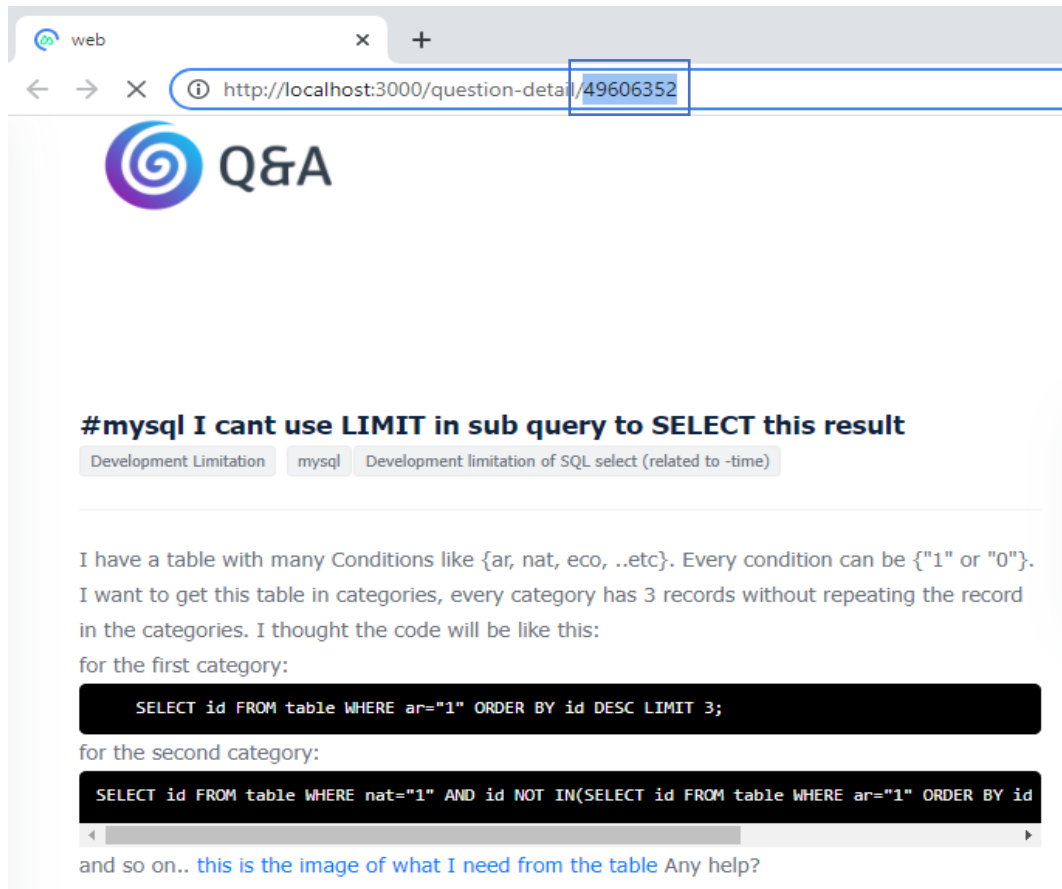 web
http://localhost:3000/question-detail/49606352
Q&A
#mysql I cant use LIMIT in sub query to SELECT this result
Development Limitation mysql Development limitation of SQL select (related to -time)
I have a table with many Conditions like {ar, nat, eco, ..etc}. Every condition can be {"1" or "0"}.
I want to get this table in categories, every category has 3 records without repeating the record
in the categories. I thought the code will be like this:
for the first category:
SELECT id FROM table WHERE ar="1" ORDER BY id DESC LIMIT 3;
for the second category:
SELECT id FROM table WHERE nat="1" AND id NOT IN(SELECT id FROM table WHERE ar="1" ORDER BY id
and so on.. this is the image of what I need from the table Any help?